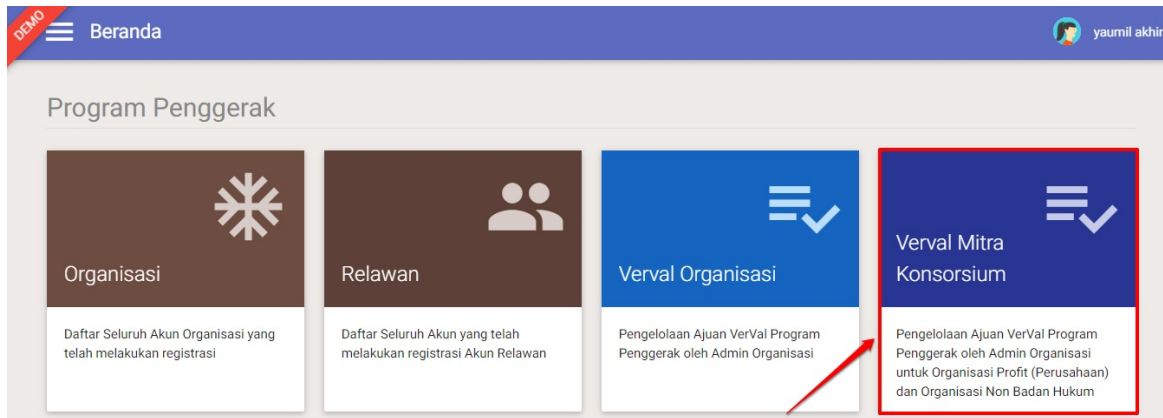 DEMO
Beranda
yaumil akhir
Program Penggerak
Organisasi
Daftar Seluruh Akun Organisasi yang
telah melakukan registrasi
Relawan
Daftar Seluruh Akun yang telah
melakukan registrasi Akun Relawan
Verval Organisasi
Pengelolaan Ajuan VerVal Program
Penggerak oleh Admin Organisasi
Verval Mitra
Konsorsium
Pengelolaan Ajuan VerVal Program
Penggerak oleh Admin Organisasi
untuk Organisasi Profit (Perusahaan)
dan Organisasi Non Badan Hukum